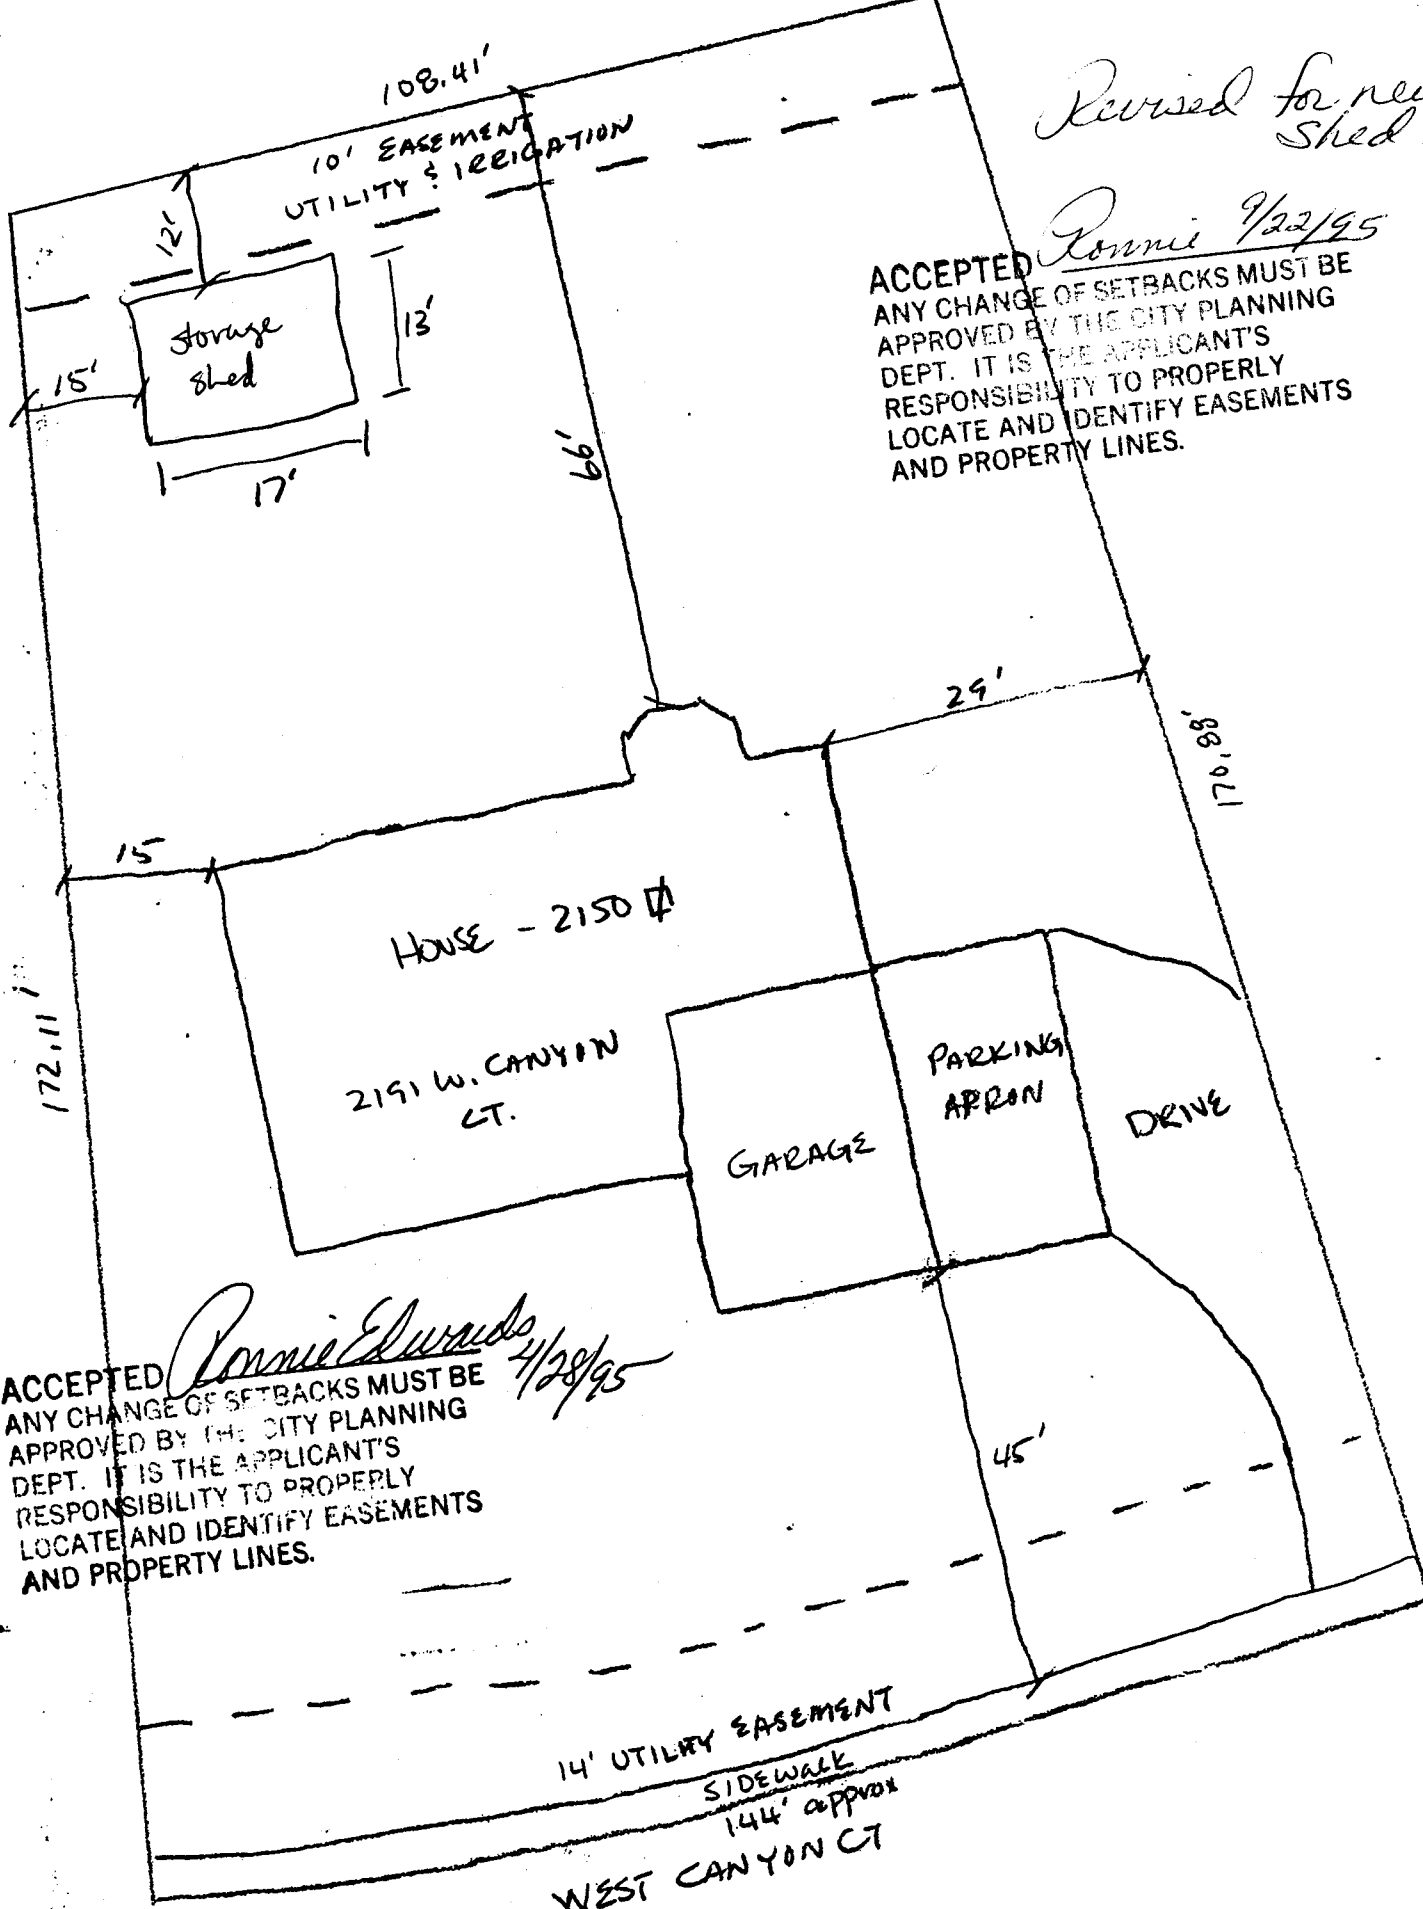 108.41'
10' EASEMENT
UTILITY & IRRIGATION
Revised for
shed
Ronnie 9/22/95
ACCEPTED
ANY CHANGE OF SETBACKS MUST BE
APPROVED BY THE CITY PLANNING
DEPT. IT IS THE APPLICANT'S
RESPONSIBILITY TO PROPERLY
LOCATE AND IDENTIFY EASEMENTS
AND PROPERTY LINES.
12'
storage
shed
13'
15'
17'
66'
29'
170.88'
15
HOUSE - 2150
2191 W. CANYON
CT.
172.11'
GARAGE
PARKING
APRON
DRIVE
Ronnie Edwards
4/28/95
ACCEPTED
ANY CHANGE OF SETBACKS MUST BE
APPROVED BY THE CITY PLANNING
DEPT. IT IS THE APPLICANT'S
RESPONSIBILITY TO PROPERLY
LOCATE AND IDENTIFY EASEMENTS
AND PROPERTY LINES.
45'
14' UTILITY EASEMENT
SIDEWALK
144' approx
WEST CANYON CT